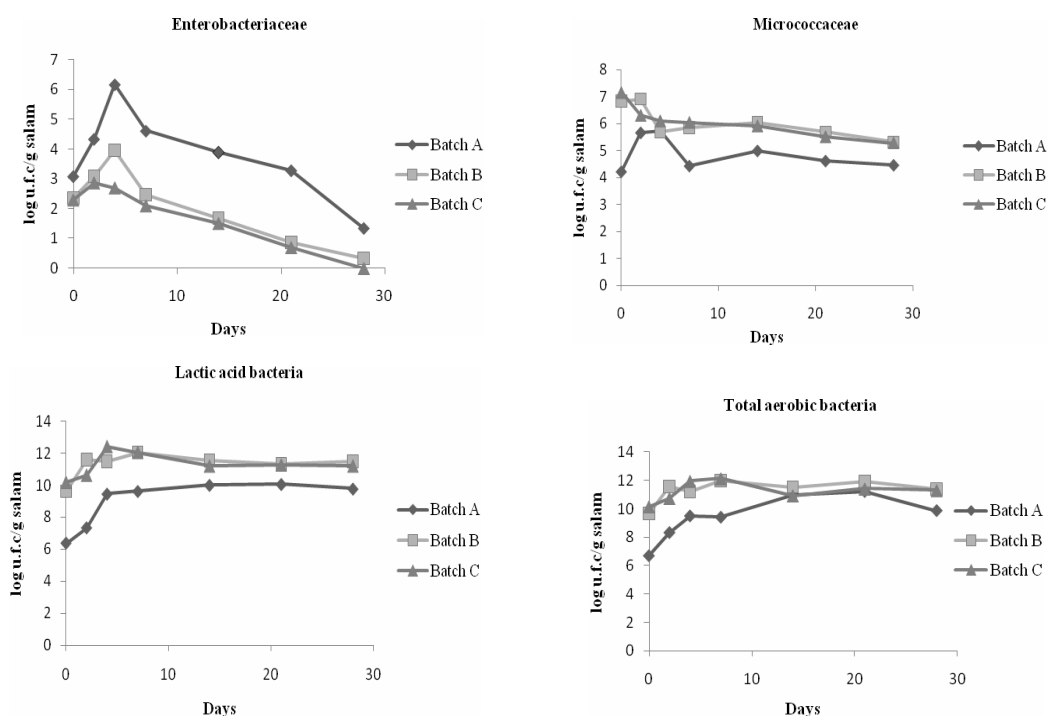 Enterobacteriaceae
log u.f.c/g salam
7
6
5
4
3
2
1
0
0 10 20 30
Days
Batch A
Batch B
Batch C
Micrococcaceae
log u.f.c/g salam
8
7
6
5
4
3
2
1
0
0 10 20 30
Days
Batch A
Batch B
Batch C
Lactic acid bacteria
log u.f.c/g salam
14
12
10
8
6
4
2
0
0 10 20 30
Days
Batch A
Batch B
Batch C
Total aerobic bacteria
log u.f.c/g salam
14
12
10
8
6
4
2
0
0 10 20 30
Days
Batch A
Batch B
Batch C